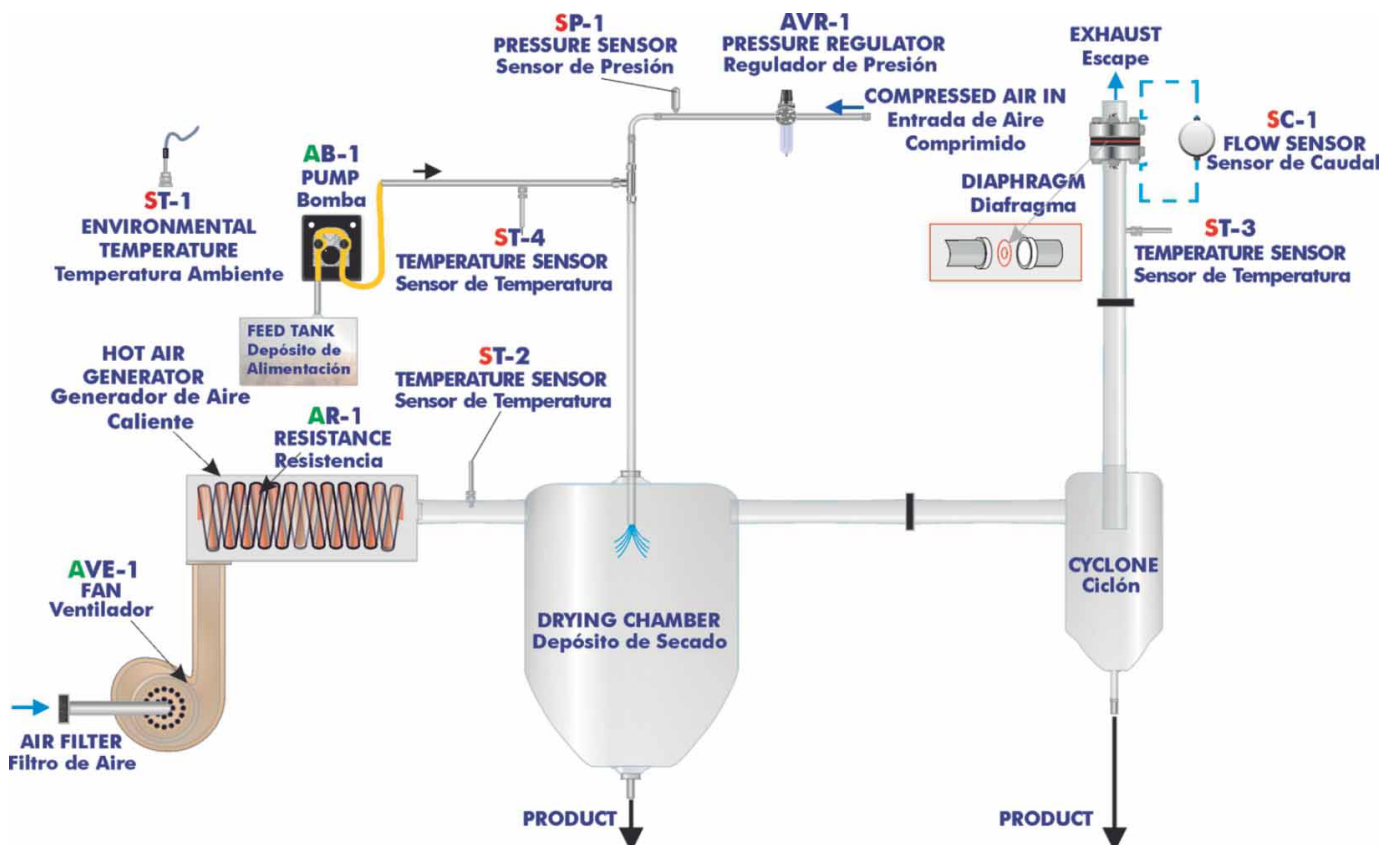 SP-1
PRESSURE SENSOR
Sensor de Presión
AVR-1
PRESSURE REGULATOR
Regulador de Presión
EXHAUST
Escape
COMPRESSED AIR IN
Entrada de Aire
Comprimido
SC-1
FLOW SENSOR
Sensor de Caudal
AB-1
PUMP
Bomba
DIAPHRAGM
Diafragma
ST-1
ENVIRONMENTAL
TEMPERATURE
Temperatura Ambiente
ST-4
TEMPERATURE SENSOR
Sensor de Temperatura
ST-3
TEMPERATURE SENSOR
Sensor de Temperatura
FEED TANK
Depósito de
Alimentación
HOT AIR
GENERATOR
Generador de Aire
Caliente
ST-2
TEMPERATURE SENSOR
Sensor de Temperatura
AR-1
RESISTANCE
Resistencia
AVE-1
FAN
Ventilador
CYCLONE
Ciclón
DRYING CHAMBER
Depósito de Secado
AIR FILTER
Filtro de Aire
PRODUCT
PRODUCT